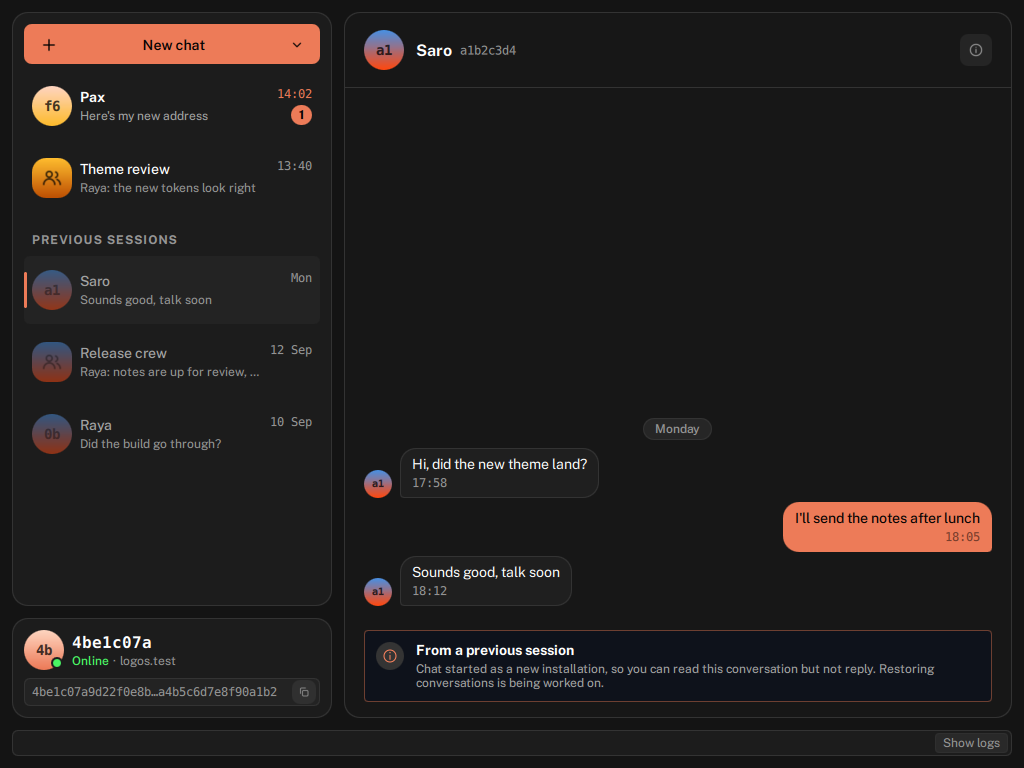 New chat
f6
Pax
14:02
Here's my new address
1
Theme review
13:40
Raya: the new tokens look right
PREVIOUS SESSIONS
a1
Saro
Mon
Sounds good, talk soon
Release crew
12 Sep
Raya: notes are up for review, ...
0b
Raya
10 Sep
Did the build go through?
4b
4be1c07a
Online · logos.test
4be1c07a9d22f0e8b…a4b5c6d7e8f90a1b2
a1
Saro a1b2c3d4
Monday
Hi, did the new theme land?
17:58
a1
I'll send the notes after lunch
18:05
Sounds good, talk soon
18:12
a1
From a previous session
Chat started as a new installation, so you can read this conversation but not reply. Restoring
conversations is being worked on.
Show logs